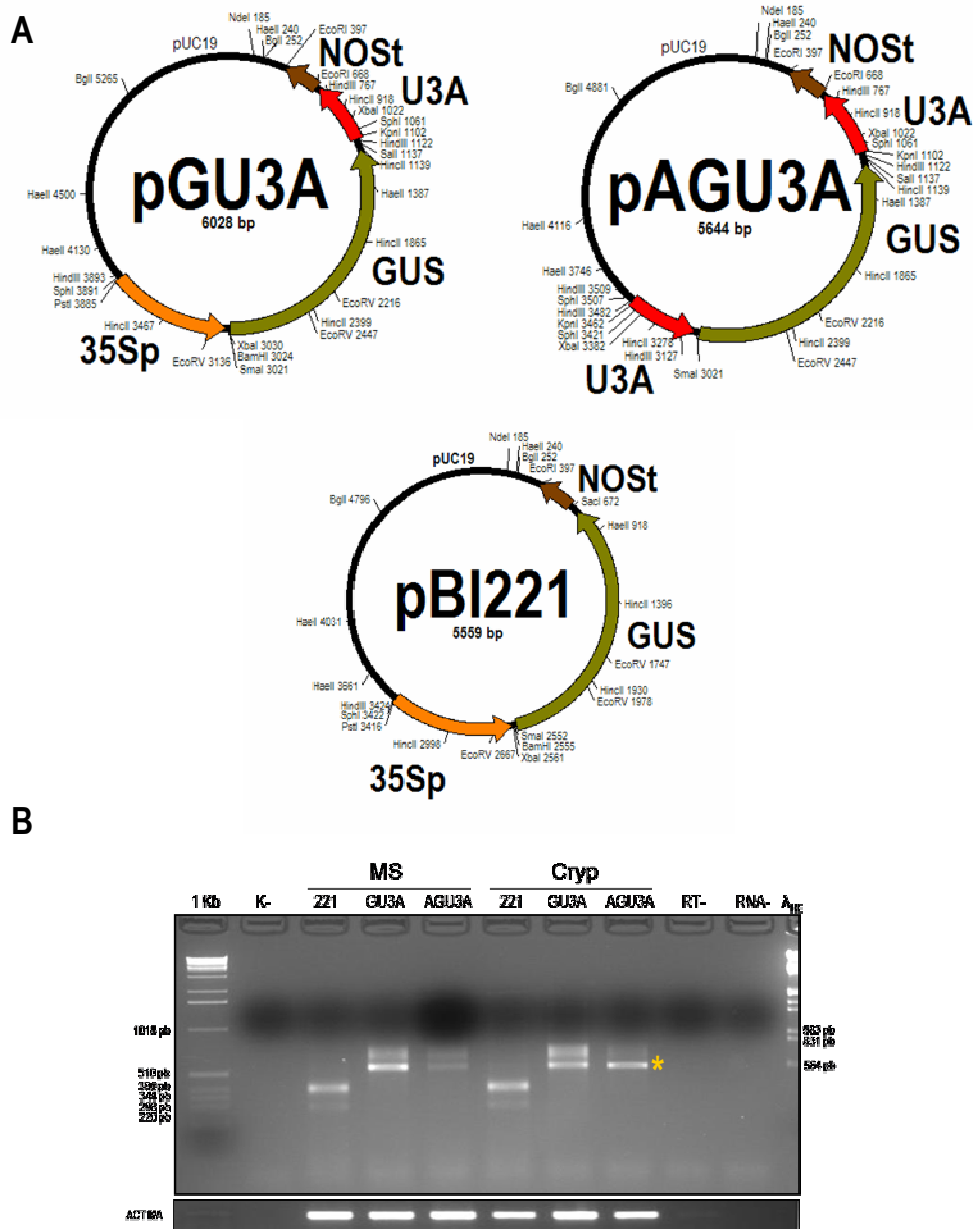 A
pGU3A
6028 bp
pUC19
NdeI 185
HaeII 240
BglI 252
EcoRI 397
NOSt
EcoRI 668
HindIII 767
U3A
HincII 918
XbaI 1022
SphI 1061
KpnI 1102
HindIII 1122
SalI 1137
HincII 1139
HaeII 1387
HincII 1865
GUS
EcoRV 2216
HincII 2399
EcoRV 2447
XbaI 3030
BamHI 3024
SmaI 3021
EcoRV 3136
35Sp
HincII 3467
PstI 3885
SphI 3891
HindIII 3893
HaeII 4130
HaeII 4500
BglI 5265
pAGU3A
5644 bp
pUC19
NdeI 185
HaeII 240
BglI 252
EcoRI 397
NOSt
EcoRI 668
HindIII 767
U3A
HincII 918
XbaI 1022
SphI 1061
KpnI 1102
HindIII 1122
SalI 1137
HincII 1139
HaeII 1387
GUS
HincII 1865
EcoRV 2216
HincII 2399
EcoRV 2447
SmaI 3021
HindIII 3127
HincII 3278
U3A
XbaI 3382
SphI 3421
KpnI 3462
HindIII 3482
SphI 3507
HindIII 3509
HaeII 3746
HaeII 4116
BglI 4881
pBI221
5559 bp
pUC19
NdeI 185
HaeII 240
BglI 252
EcoRI 397
NOSt
SacI 672
HaeII 918
HincII 1396
GUS
EcoRV 1747
HincII 1930
EcoRV 1978
SmaI 2552
BamHI 2555
XbaI 2561
EcoRV 2667
35Sp
HincII 2998
PstI 3416
SphI 3422
HindIII 3424
HaeII 3661
HaeII 4031
BglI 4796
B
MS Cryp
1 Kb K- 221 GU3A AGU3A 221 GU3A AGU3A RT- RNA-
1018 pb
510 pb
220 pb
831 pb
564 pb
*
ACTINA